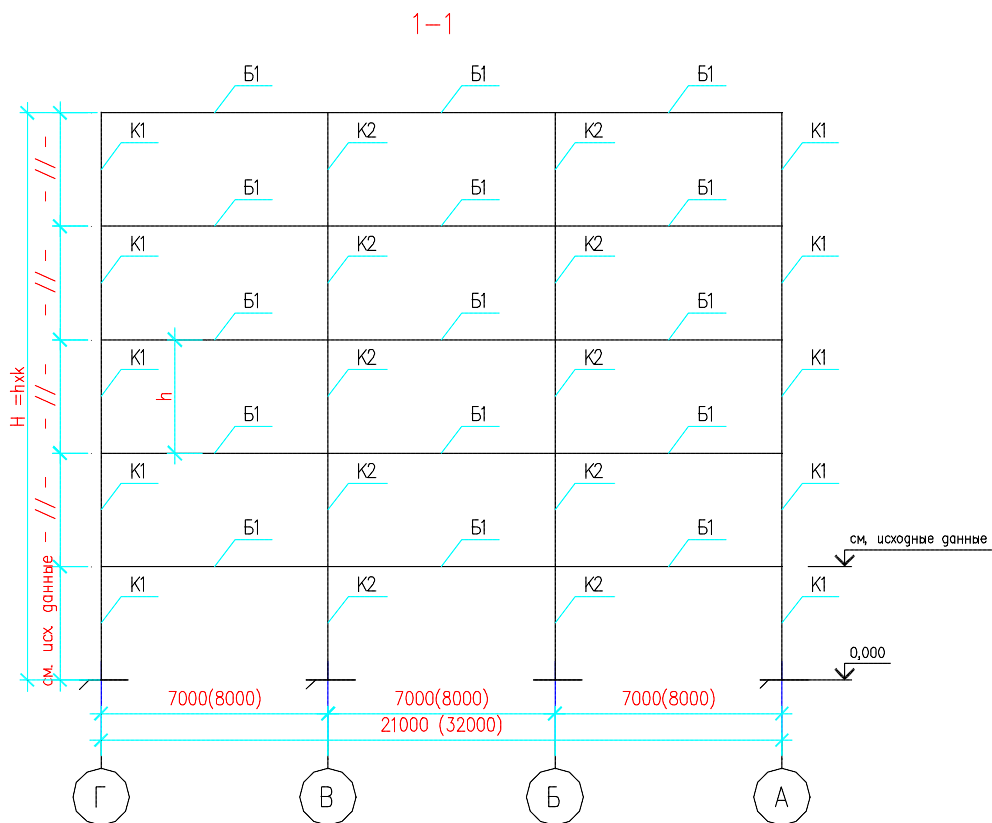 1-1
Б1 Б1 Б1
К1 К2 К2 К1
Б1 Б1 Б1
К1 К2 К2 К1
Б1 Б1 Б1
К1 К2 К2 К1
Б1 Б1 Б1
К1 К2 К2 К1
Б1 Б1 Б1
К1 К2 К2 К1
H =hxk
- // -
- // -
- // -
- // -
см. исх данные
h
см, исходные данные
0,000
7000(8000) 7000(8000) 7000(8000)
21000 (32000)
Г В Б А